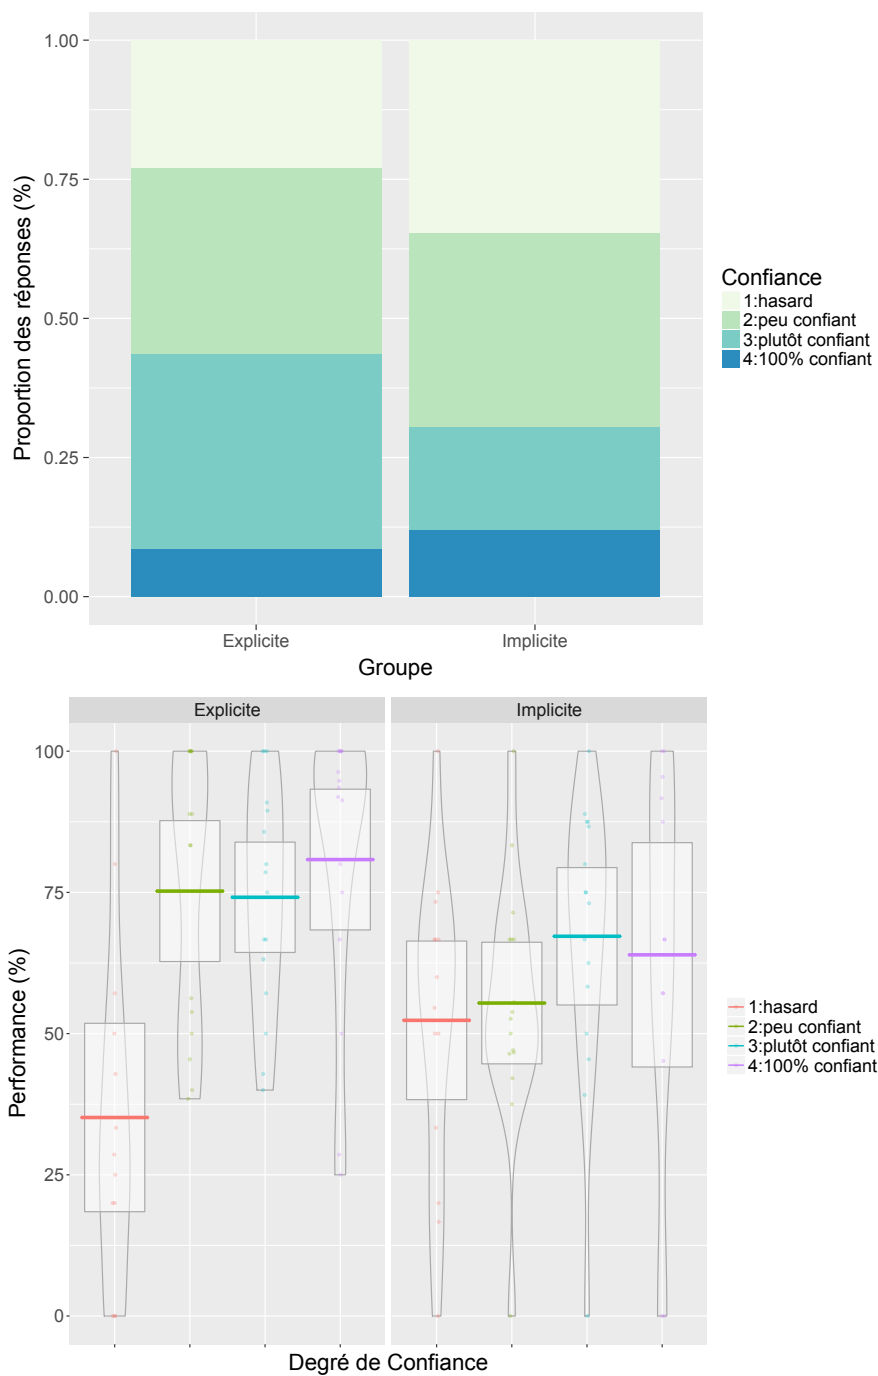 1.00
0.75
0.50
0.25
0.00
Proportion des réponses (%)
Explicite
Implicite
Groupe
Confiance
1:hasard
2:peu confiant
3:plutôt confiant
4:100% confiant
Explicite
Implicite
100
75
50
25
0
Performance (%)
Degré de Confiance
1:hasard
2:peu confiant
3:plutôt confiant
4:100% confiant